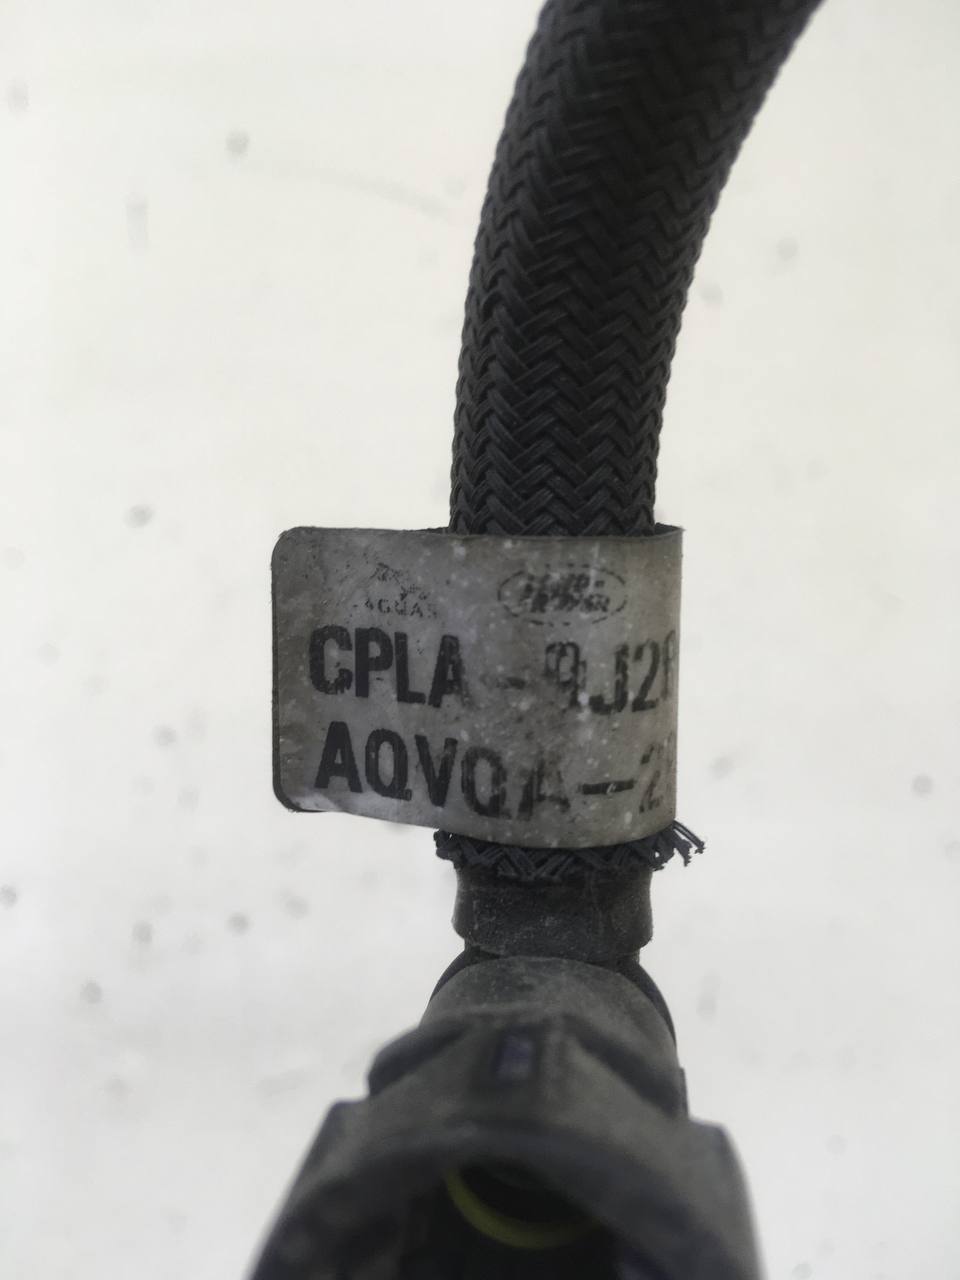 JAGUAR
LAND ROVER
CPLA-9J2
AQVQA-2